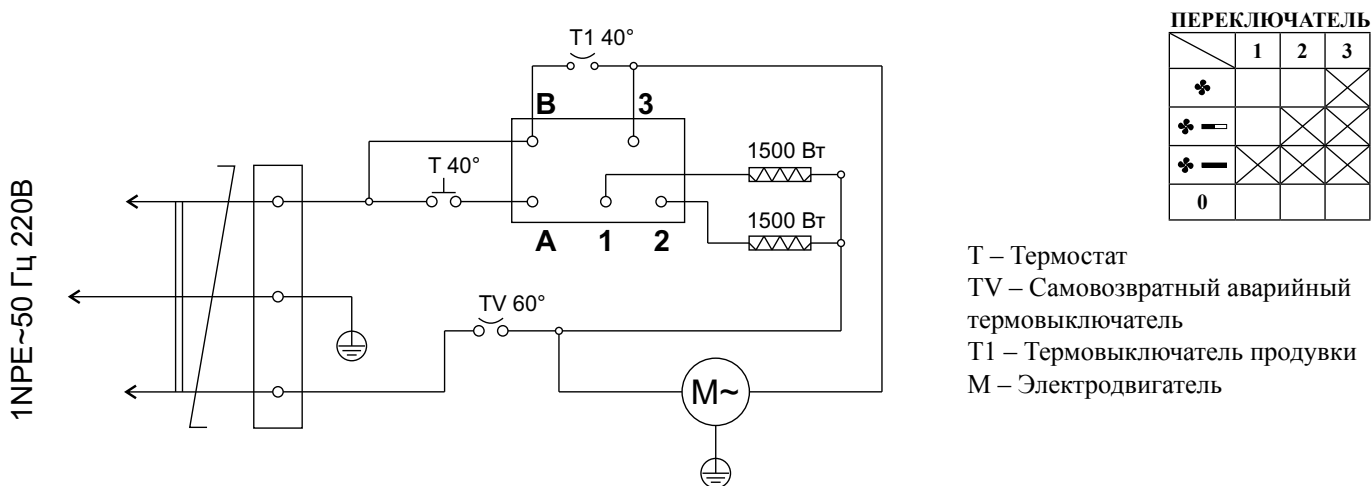 1NPE~50 Гц 220В
T1 40°
B
3
T 40°
1500 Вт
1500 Вт
A
1
2
TV 60°
M~
ПЕРЕКЛЮЧАТЕЛЬ
1 2 3
0
T – Термостат
TV – Самовозвратный аварийный
термовыключатель
T1 – Термовыключатель продувки
M – Электродвигатель